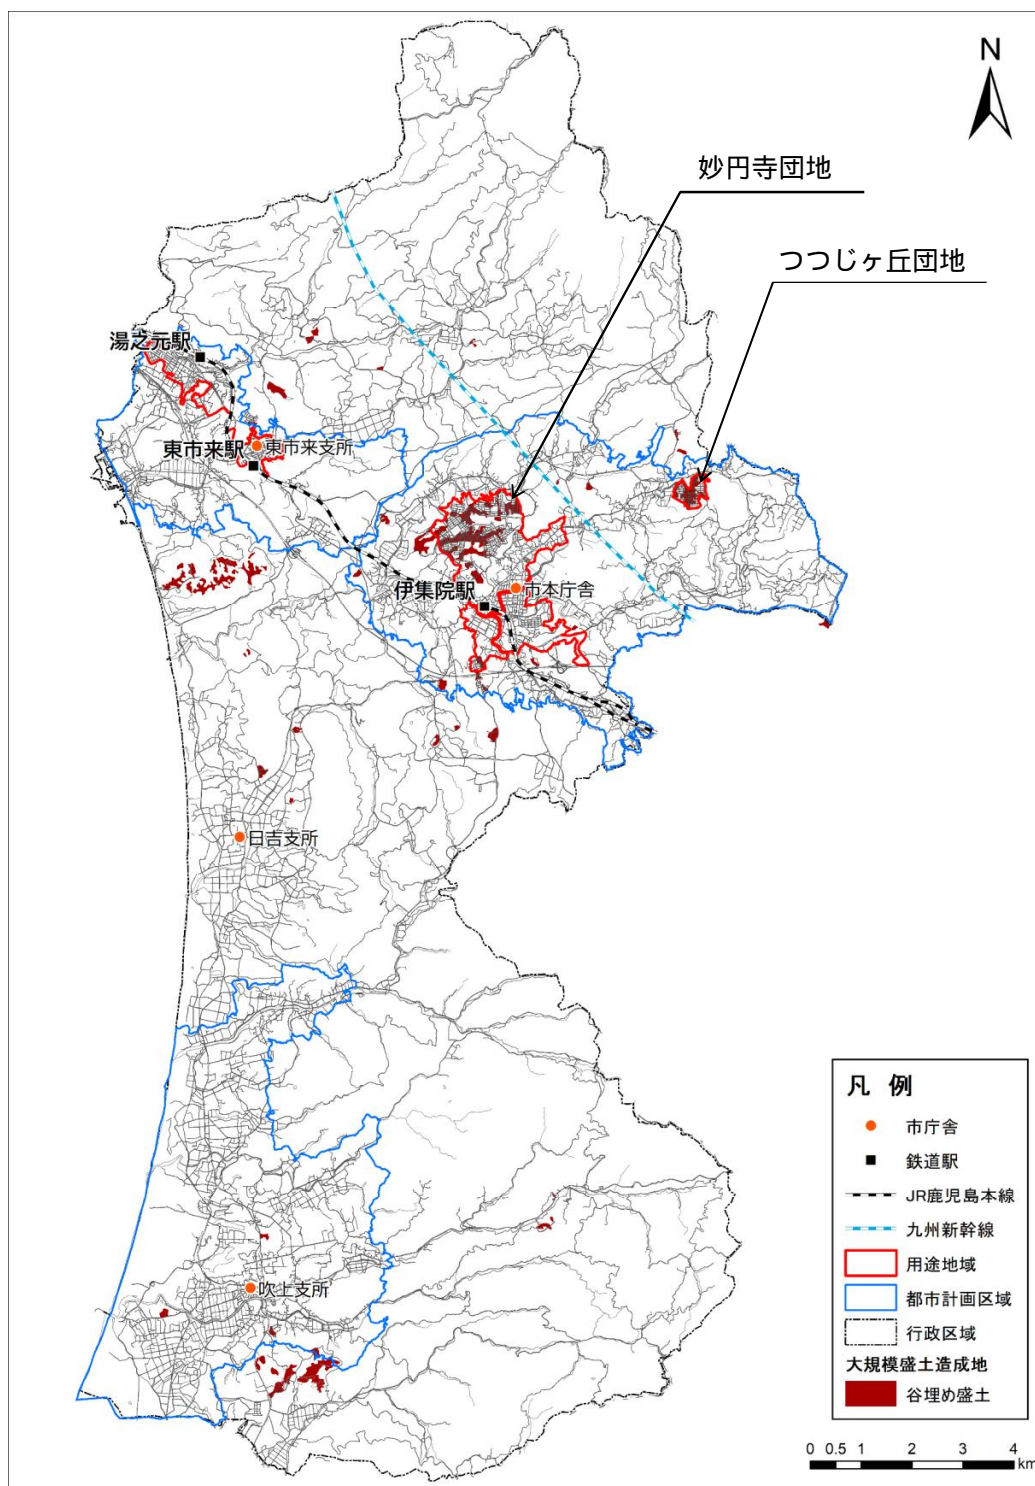 N
妙円寺団地
つつじヶ丘団地
湯之元駅
東市来駅
東市来支所
伊集院駅
市本庁舎
日吉支所
吹上支所
凡 例
市庁舎
鉄道駅
JR鹿児島本線
九州新幹線
用途地域
都市計画区域
行政区域
大規模盛土造成地
谷埋め盛土
0 0.5 1 2 3 4
km